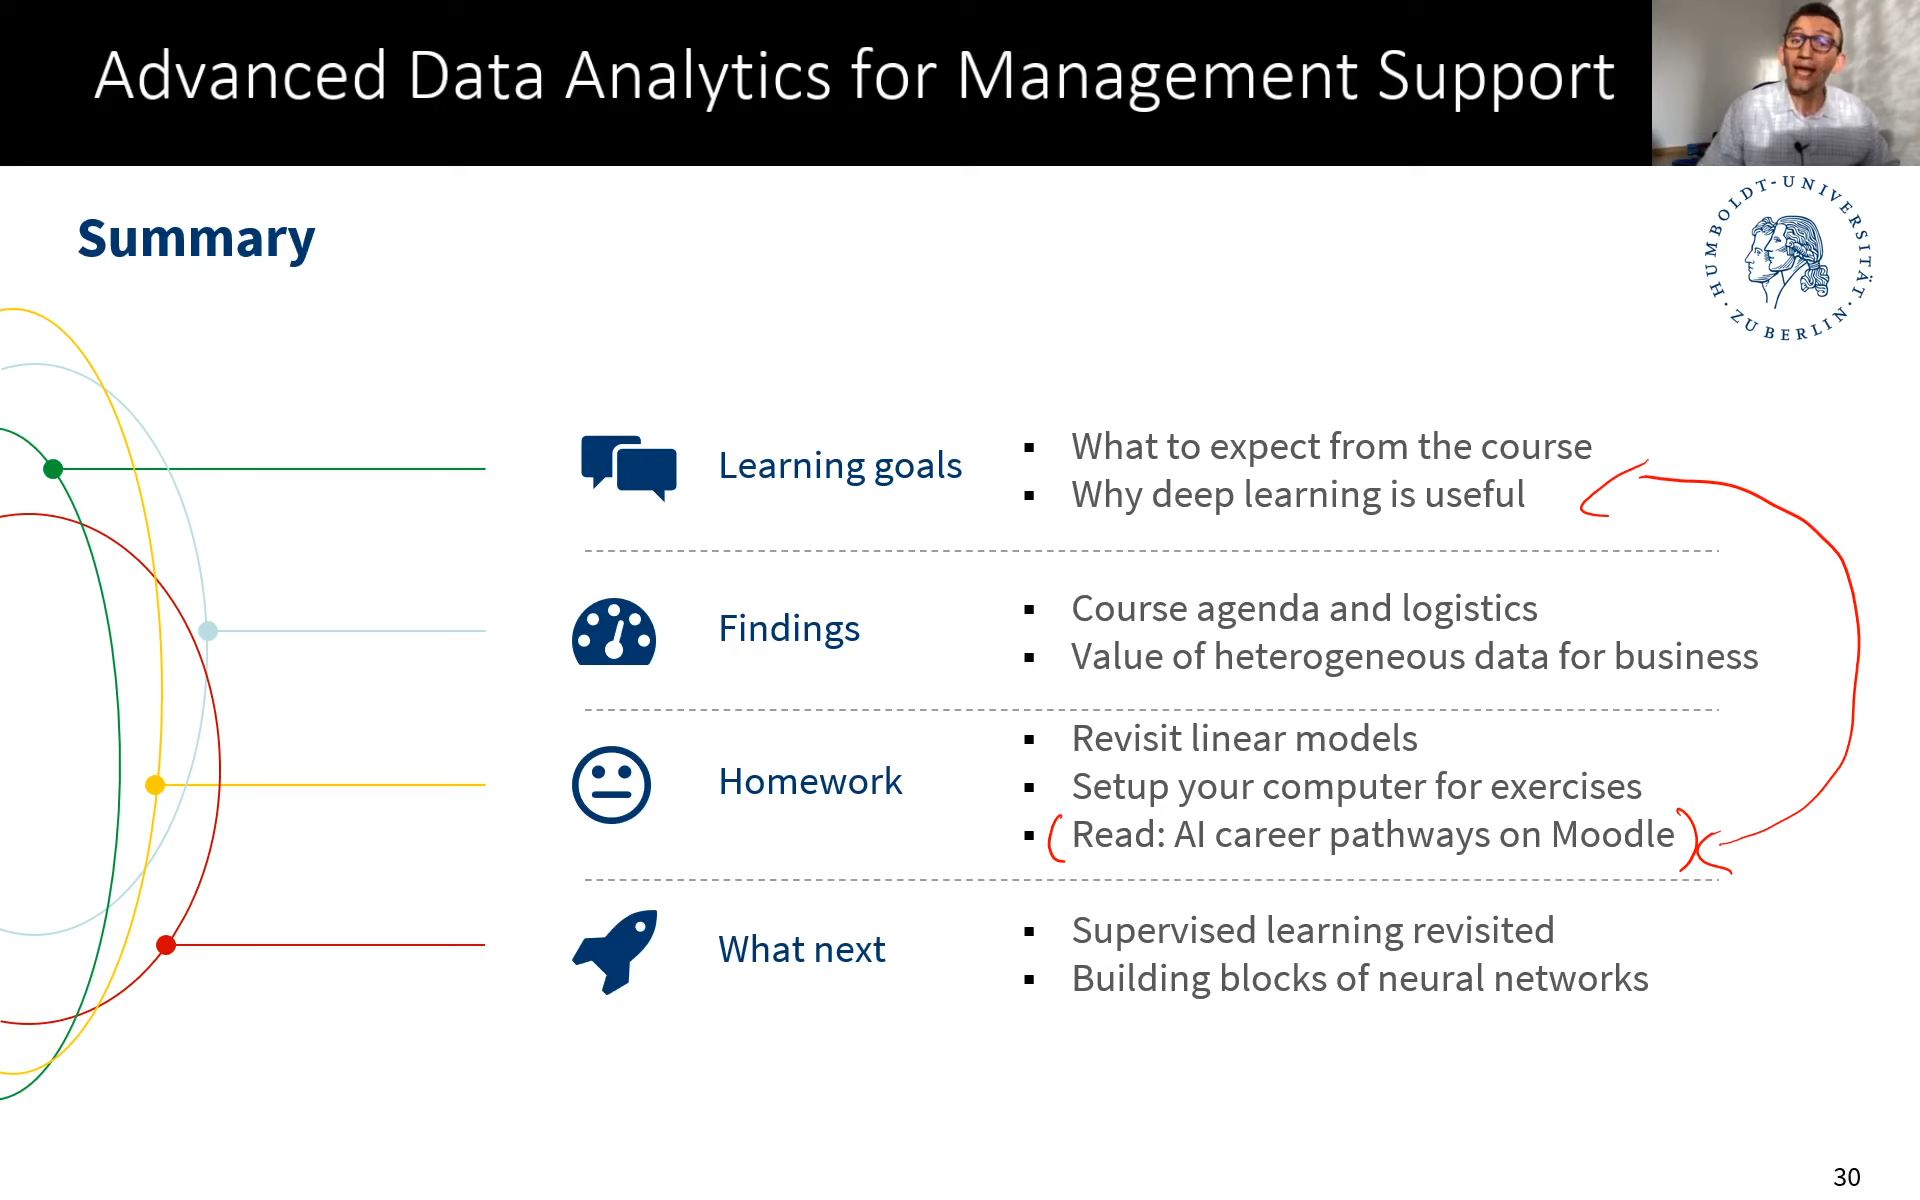 Advanced Data Analytics for Management Support
HUMBOLDT-UNIVERSITÄT · ZU BERLIN ·
Summary
Learning goals
▪ What to expect from the course
▪ Why deep learning is useful
Findings
▪ Course agenda and logistics
▪ Value of heterogeneous data for business
Homework
▪ Revisit linear models
▪ Setup your computer for exercises
▪ (Read: AI career pathways on Moodle)
What next
▪ Supervised learning revisited
▪ Building blocks of neural networks
30